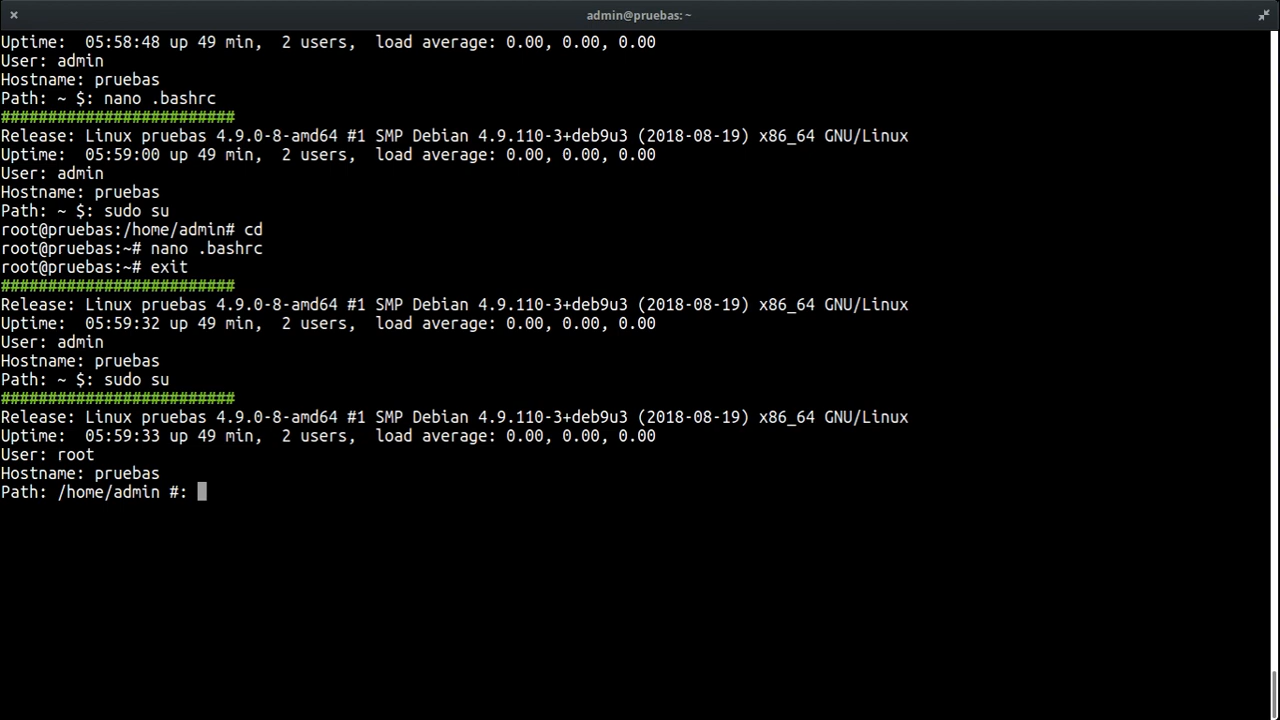 admin@pruebas: ~
Uptime:  05:58:48 up 49 min,  2 users,  load average: 0.00, 0.00, 0.00
User: admin
Hostname: pruebas
Path: ~ $: nano .bashrc
#########################
Release: Linux pruebas 4.9.0-8-amd64 #1 SMP Debian 4.9.110-3+deb9u3 (2018-08-19) x86_64 GNU/Linux
Uptime:  05:59:00 up 49 min,  2 users,  load average: 0.00, 0.00, 0.00
User: admin
Hostname: pruebas
Path: ~ $: sudo su
root@pruebas:/home/admin# cd
root@pruebas:~# nano .bashrc
root@pruebas:~# exit
#########################
Release: Linux pruebas 4.9.0-8-amd64 #1 SMP Debian 4.9.110-3+deb9u3 (2018-08-19) x86_64 GNU/Linux
Uptime:  05:59:32 up 49 min,  2 users,  load average: 0.00, 0.00, 0.00
User: admin
Hostname: pruebas
Path: ~ $: sudo su
#########################
Release: Linux pruebas 4.9.0-8-amd64 #1 SMP Debian 4.9.110-3+deb9u3 (2018-08-19) x86_64 GNU/Linux
Uptime:  05:59:33 up 49 min,  2 users,  load average: 0.00, 0.00, 0.00
User: root
Hostname: pruebas
Path: /home/admin #: